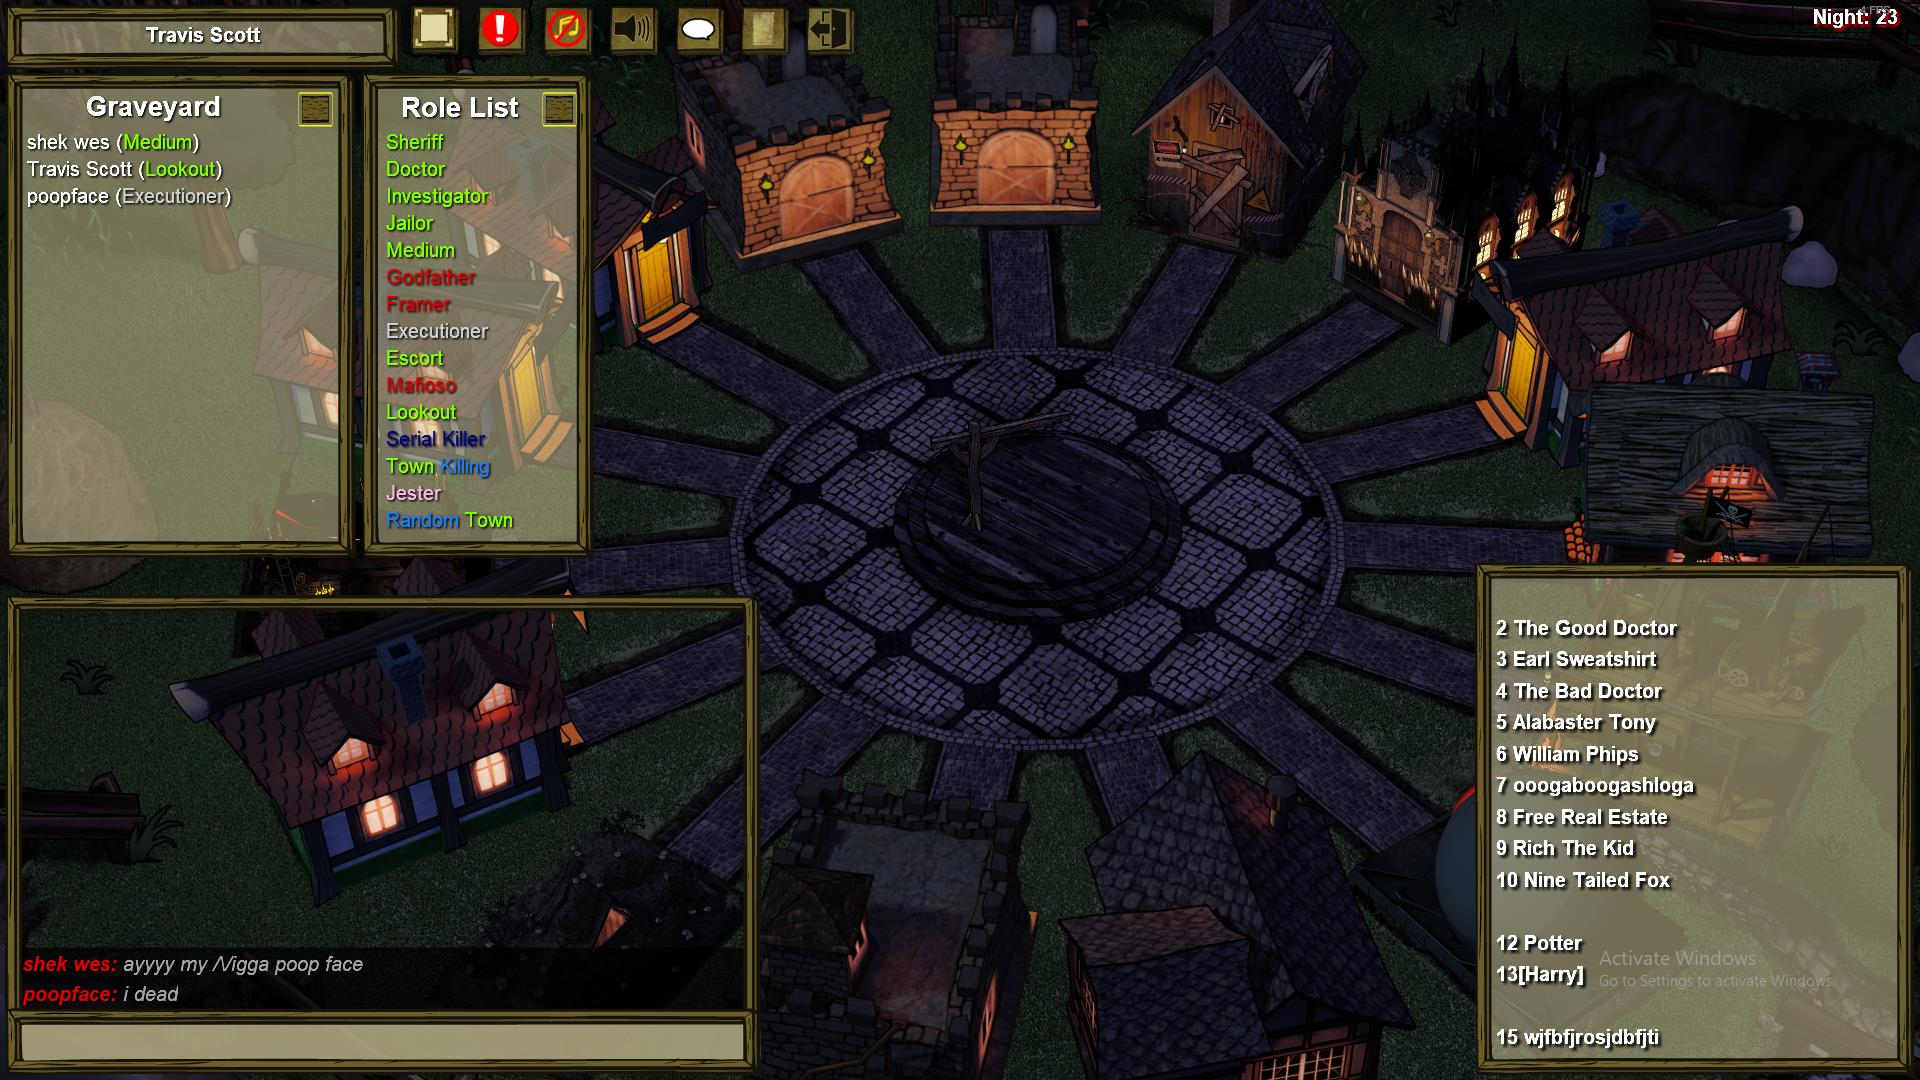 Travis Scott
Night: 23
Graveyard
shek wes (Medium)
Travis Scott (Lookout)
poopface (Executioner)
Role List
Sheriff
Doctor
Investigator
Jailor
Medium
Godfather
Framer
Executioner
Escort
Mafioso
Lookout
Serial Killer
Town Killing
Jester
Random Town
DANGER
2 The Good Doctor
3 Earl Sweatshirt
4 The Bad Doctor
5 Alabaster Tony
6 William Phips
7 ooogaboogashloga
8 Free Real Estate
9 Rich The Kid
10 Nine Tailed Fox
12 Potter
13[Harry]
15 wjfbfjrosjdbfjti
Activate Windows
Go to Settings to activate Windows.
shek wes: ayyyy my /\/igga poop face
poopface: i dead